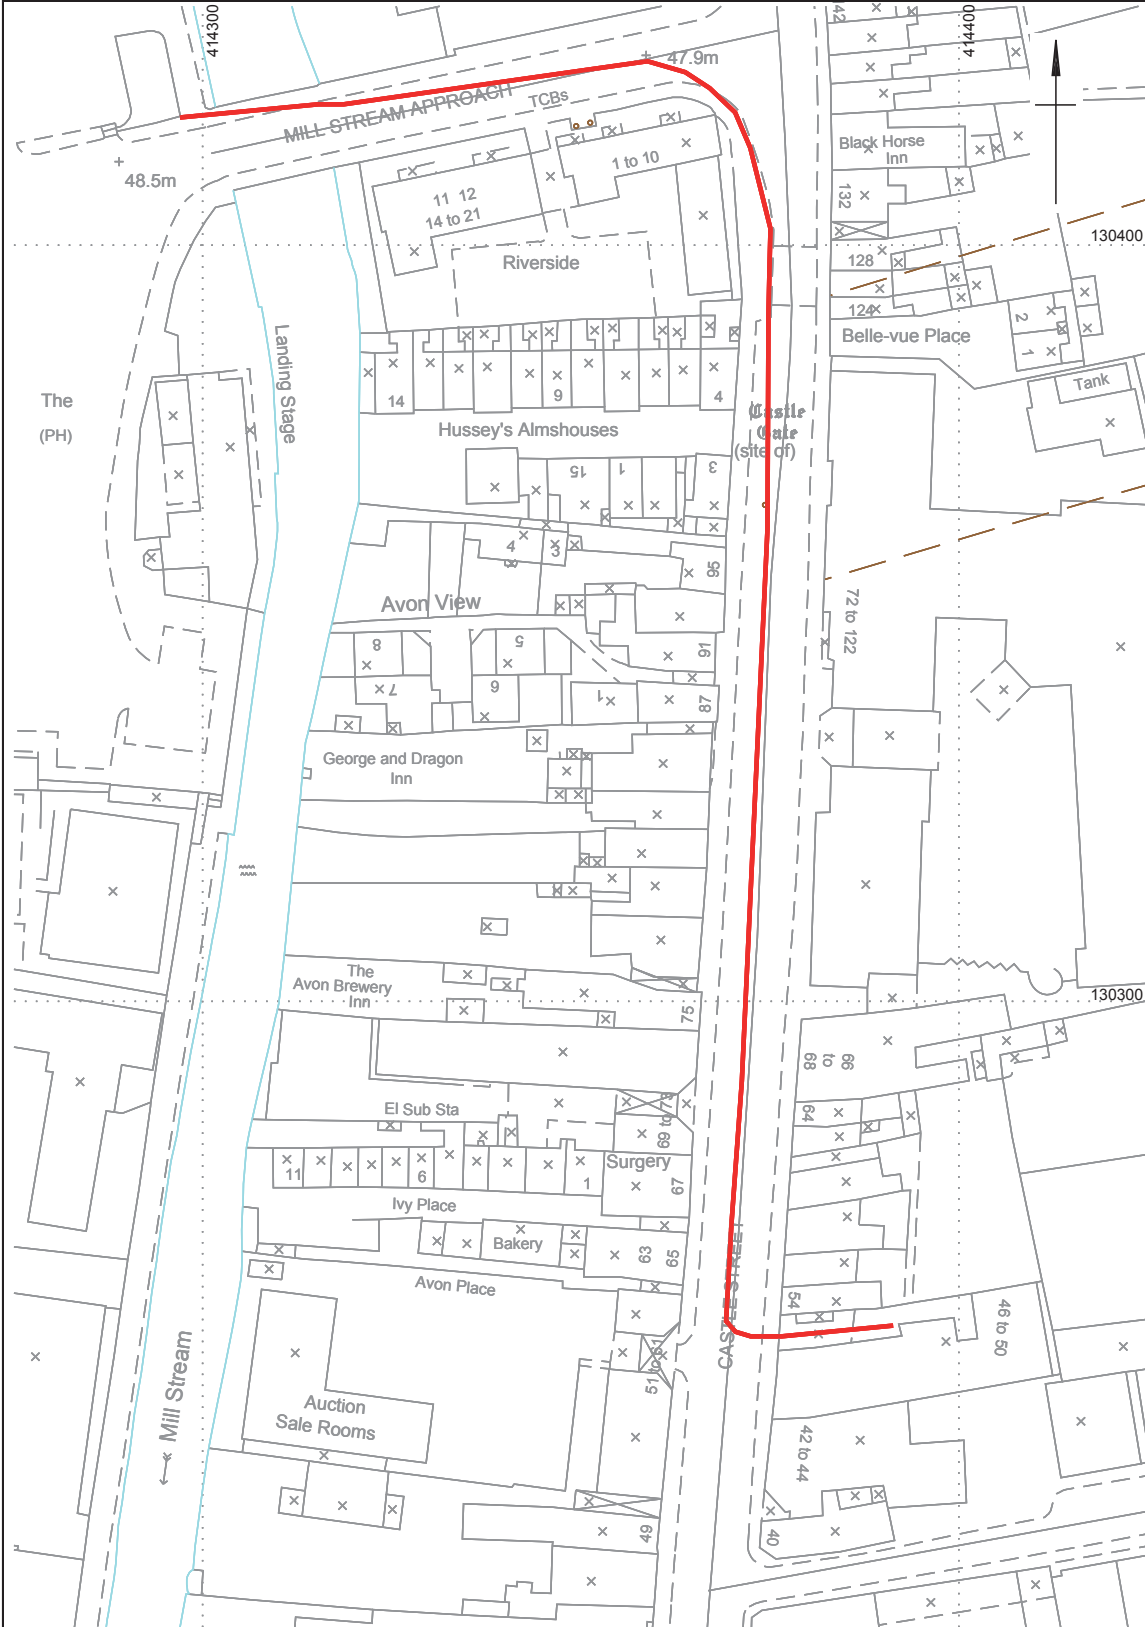 414300
414400
142
47.9m
MILL STREAM APPROACH
TCBs
1 to 10
Black Horse
Inn
48.5m
132
11 12
14 to 21
130400
Riverside
128
124
Belle-vue Place
2
1
Tank
Landing Stage
The
(PH)
14
9
4
Castle
Gate
(site of)
Hussey's Almshouses
15
1
3
4
3
95
Avon View
72 to 122
8
5
91
7
6
1
87
George and Dragon
Inn
The
Avon Brewery
Inn
130300
75
66
to
68
El Sub Sta
69 to 73
64
Surgery
11
6
1
67
Ivy Place
Bakery
63
65
Avon Place
CASTLE STREET
54
46 to 50
51 to 61
Mill Stream
Auction
Sale Rooms
42 to 44
49
40